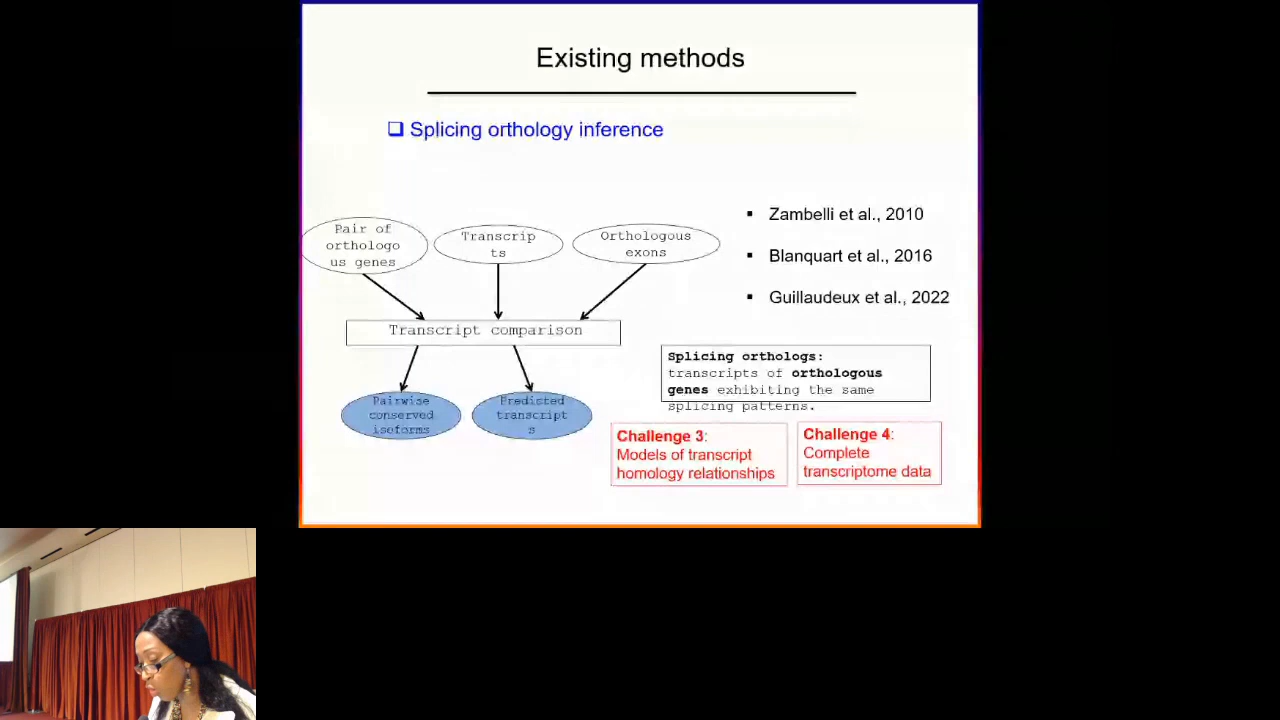 Existing methods
❑ Splicing orthology inference
Pair of
orthologo
us genes
Transcrip
ts
Orthologous
exons
▪ Zambelli et al., 2010
▪ Blanquart et al., 2016
▪ Guillaudeux et al., 2022
Transcript comparison
Pairwise
conserved
isoforms
Predicted
transcript
s
Splicing orthologs:
transcripts of orthologous
genes exhibiting the same
splicing patterns.
Challenge 3:
Models of transcript
homology relationships
Challenge 4:
Complete
transcriptome data